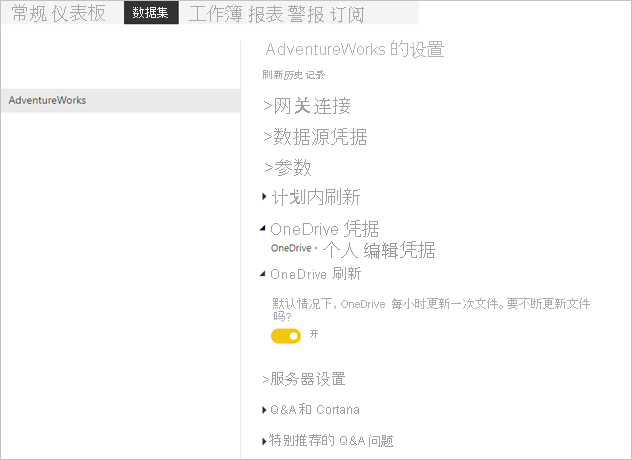 常规 仪表板 数据集 工作簿 报表 警报 订阅
AdventureWorks 的设置
刷新历史记录
AdventureWorks
>网关连接
>数据源凭据
>参数
计划内刷新
OneDrive 凭据
OneDrive - 个人 编辑凭据
OneDrive 刷新
默认情况下, OneDrive 每小时更新一次文件。要不断更新文件
吗?
开
>服务器设置
Q&A 和 Cortana
特别推荐的 Q&A 问题